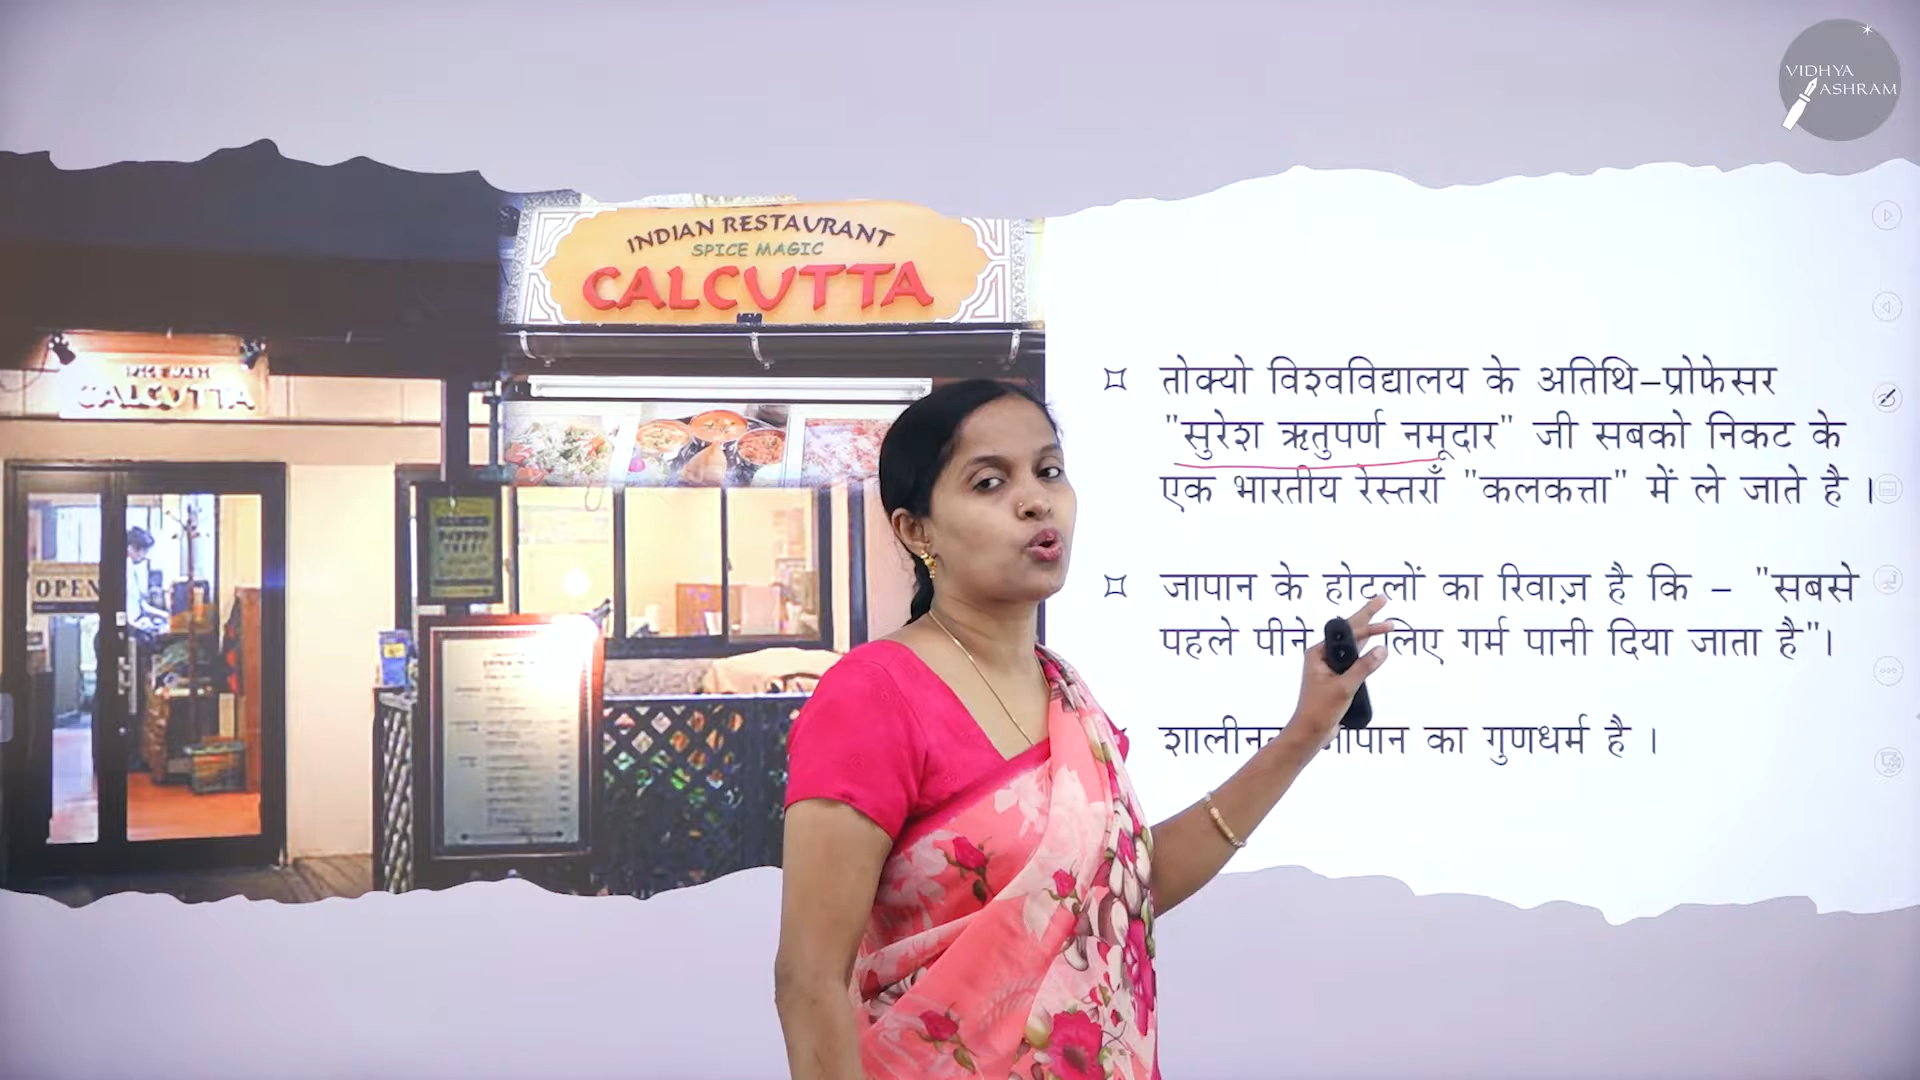 VIDHYA
ASHRAM
INDIAN RESTAURANT
SPICE MAGIC
CALCUTTA
CALCUTTA
OPEN
तोक्यो विश्वविद्यालय के अतिथि–प्रोफेसर
"सुरेश ऋतुपर्ण नमूदार" जी सबको निकट के
एक भारतीय रेस्तराँ "कलकत्ता" में ले जाते है ।
जापान के होटलों का रिवाज़ है कि – "सबसे
पहले पीने लिए गर्म पानी दिया जाता है"।
का गुणधर्म है ।